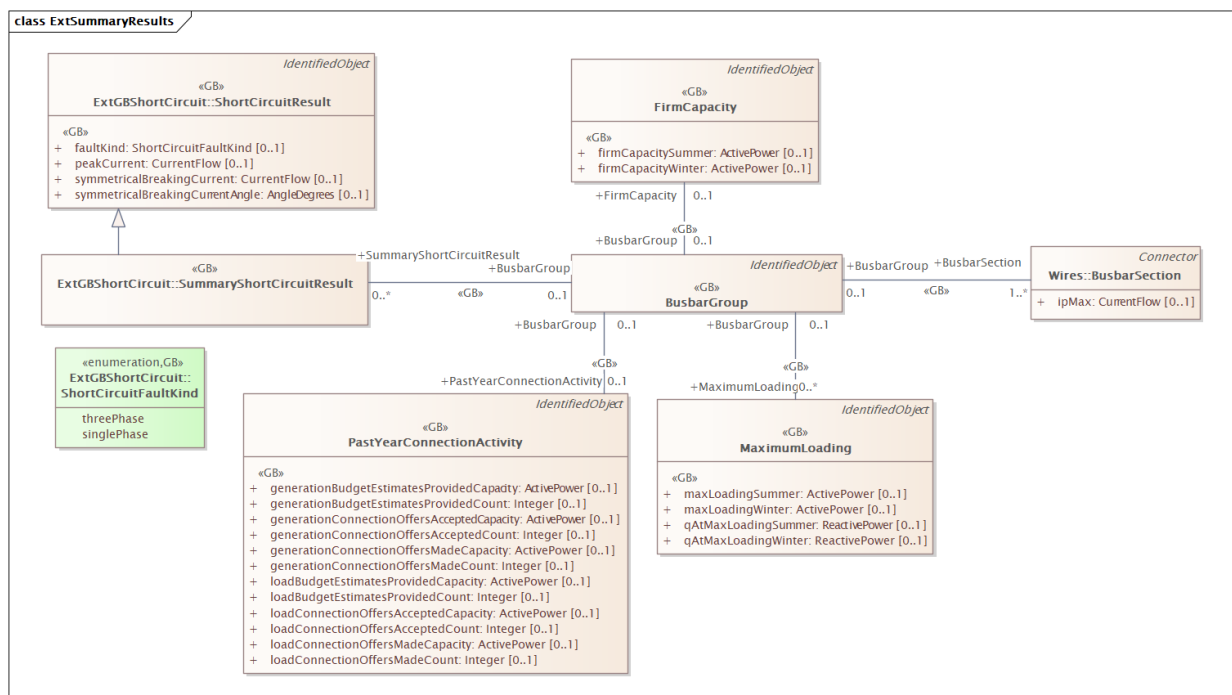 class ExtSummaryResults
IdentifiedObject
«GB»
ExtGBShortCircuit::ShortCircuitResult
«GB»
+ faultKind: ShortCircuitFaultKind [0..1]
+ peakCurrent: CurrentFlow [0..1]
+ symmetricalBreakingCurrent: CurrentFlow [0..1]
+ symmetricalBreakingCurrentAngle: AngleDegrees [0..1]
IdentifiedObject
«GB»
FirmCapacity
«GB»
+ firmCapacitySummer: ActivePower [0..1]
+ firmCapacityWinter: ActivePower [0..1]
+FirmCapacity 0..1
«GB»
+BusbarGroup 0..1
«GB»
ExtGBShortCircuit::SummaryShortCircuitResult
+SummaryShortCircuitResult
+BusbarGroup
0..* «GB» 0..1
IdentifiedObject
«GB»
BusbarGroup
+BusbarGroup +BusbarSection
0..1 «GB» 1..*
Connector
Wires::BusbarSection
+ ipMax: CurrentFlow [0..1]
+BusbarGroup 0..1
«GB»
+PastYearConnectionActivity 0..1
+BusbarGroup 0..1
«GB»
+MaximumLoading 0..*
«enumeration,GB»
ExtGBShortCircuit::
ShortCircuitFaultKind
threePhase
singlePhase
IdentifiedObject
«GB»
PastYearConnectionActivity
«GB»
+ generationBudgetEstimatesProvidedCapacity: ActivePower [0..1]
+ generationBudgetEstimatesProvidedCount: Integer [0..1]
+ generationConnectionOffersAcceptedCapacity: ActivePower [0..1]
+ generationConnectionOffersAcceptedCount: Integer [0..1]
+ generationConnectionOffersMadeCapacity: ActivePower [0..1]
+ generationConnectionOffersMadeCount: Integer [0..1]
+ loadBudgetEstimatesProvidedCapacity: ActivePower [0..1]
+ loadBudgetEstimatesProvidedCount: Integer [0..1]
+ loadConnectionOffersAcceptedCapacity: ActivePower [0..1]
+ loadConnectionOffersAcceptedCount: Integer [0..1]
+ loadConnectionOffersMadeCapacity: ActivePower [0..1]
+ loadConnectionOffersMadeCount: Integer [0..1]
IdentifiedObject
«GB»
MaximumLoading
«GB»
+ maxLoadingSummer: ActivePower [0..1]
+ maxLoadingWinter: ActivePower [0..1]
+ qAtMaxLoadingSummer: ReactivePower [0..1]
+ qAtMaxLoadingWinter: ReactivePower [0..1]